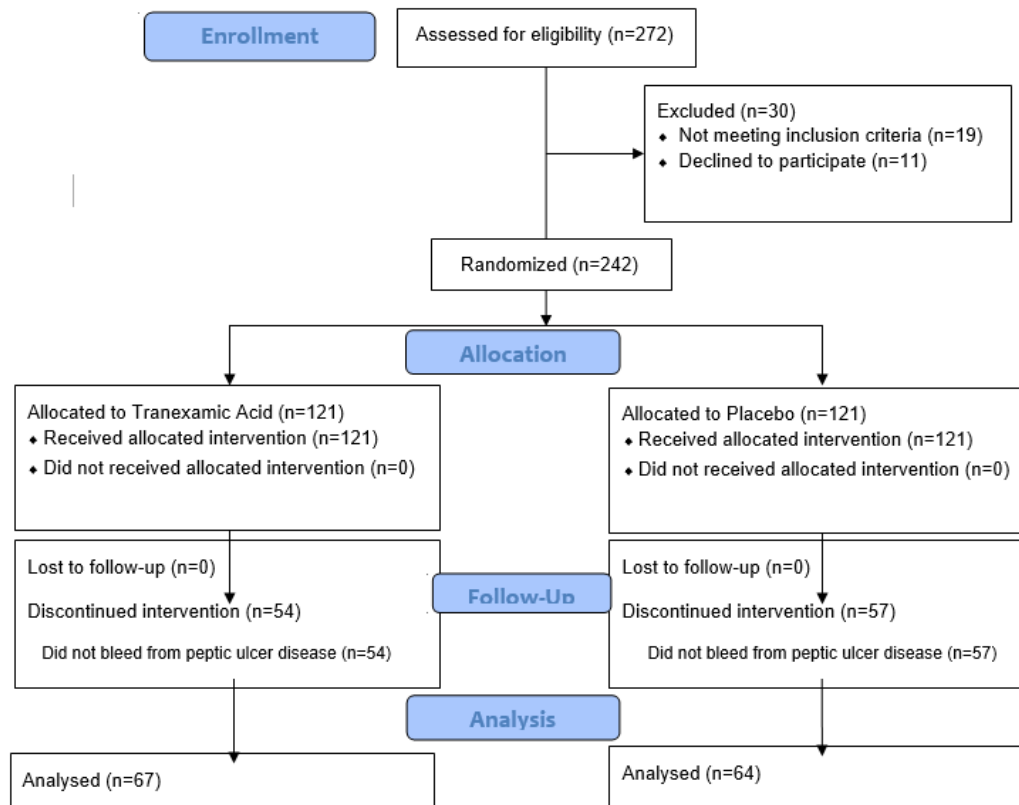 Enrollment
Assessed for eligibility (n=272)
Excluded (n=30)
⬥ Not meeting inclusion criteria (n=19)
⬥ Declined to participate (n=11)
Randomized (n=242)
Allocation
Allocated to Tranexamic Acid (n=121)
⬥ Received allocated intervention (n=121)
⬥ Did not received allocated intervention (n=0)
Allocated to Placebo (n=121)
⬥ Received allocated intervention (n=121)
⬥ Did not received allocated intervention (n=0)
Lost to follow-up (n=0)
Discontinued intervention (n=54)
Did not bleed from peptic ulcer disease (n=54)
Follow-Up
Lost to follow-up (n=0)
Discontinued intervention (n=57)
Did not bleed from peptic ulcer disease (n=57)
Analysis
Analysed (n=67)
Analysed (n=64)